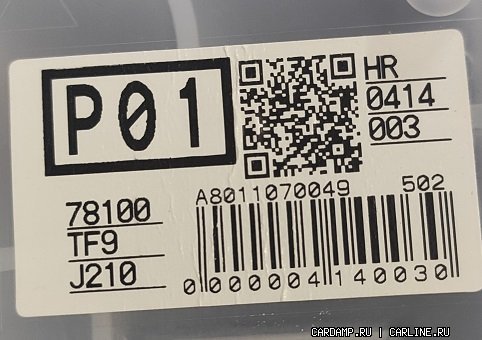 P01
HR
0414
003
78100
TF9
J210
A8011070049 502
0000004140030
CARDAMP.RU | CARLINE.RU